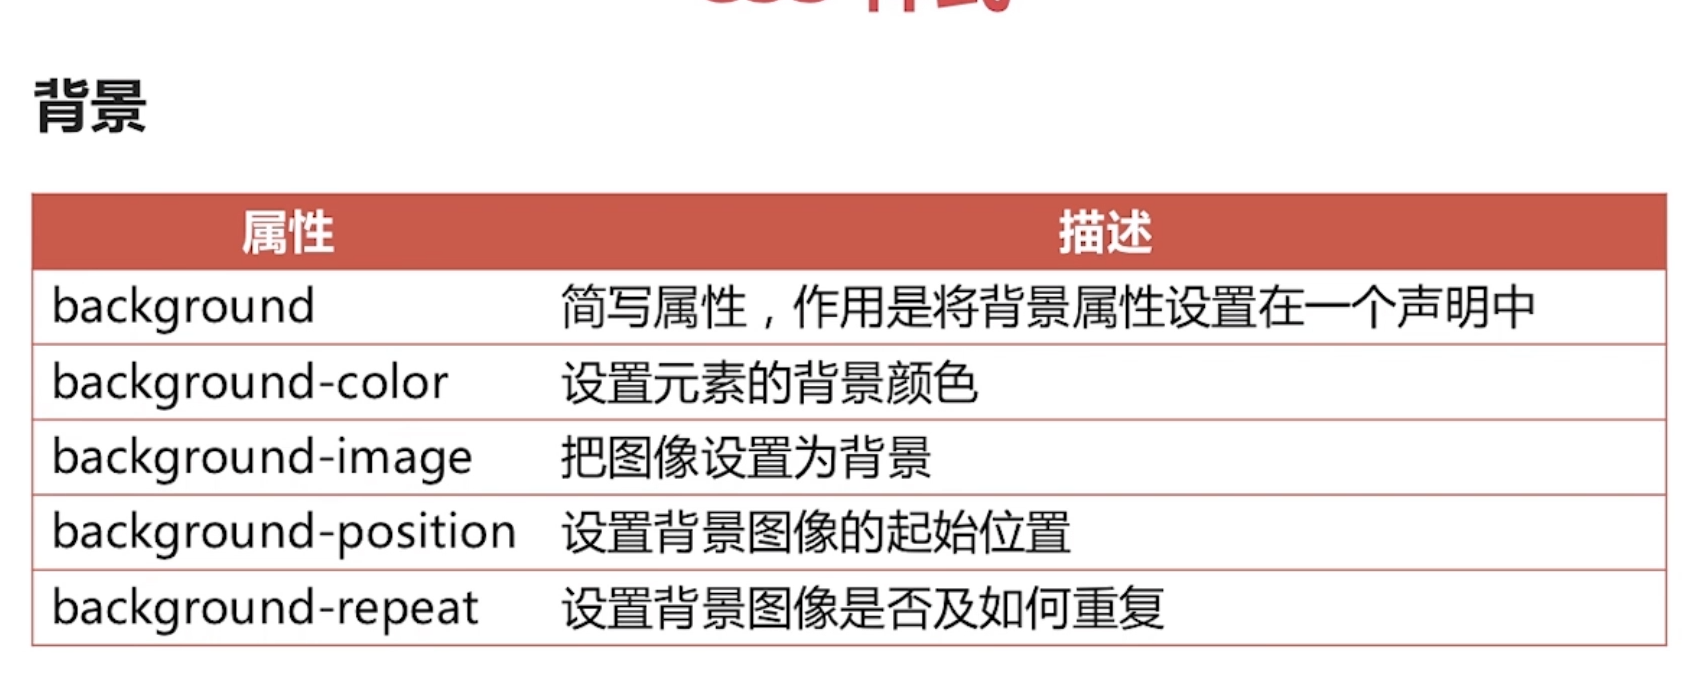 背景
属性 描述
background 简写属性，作用是将背景属性设置在一个声明中
background-color 设置元素的背景颜色
background-image 把图像设置为背景
background-position 设置背景图像的起始位置
background-repeat 设置背景图像是否及如何重复